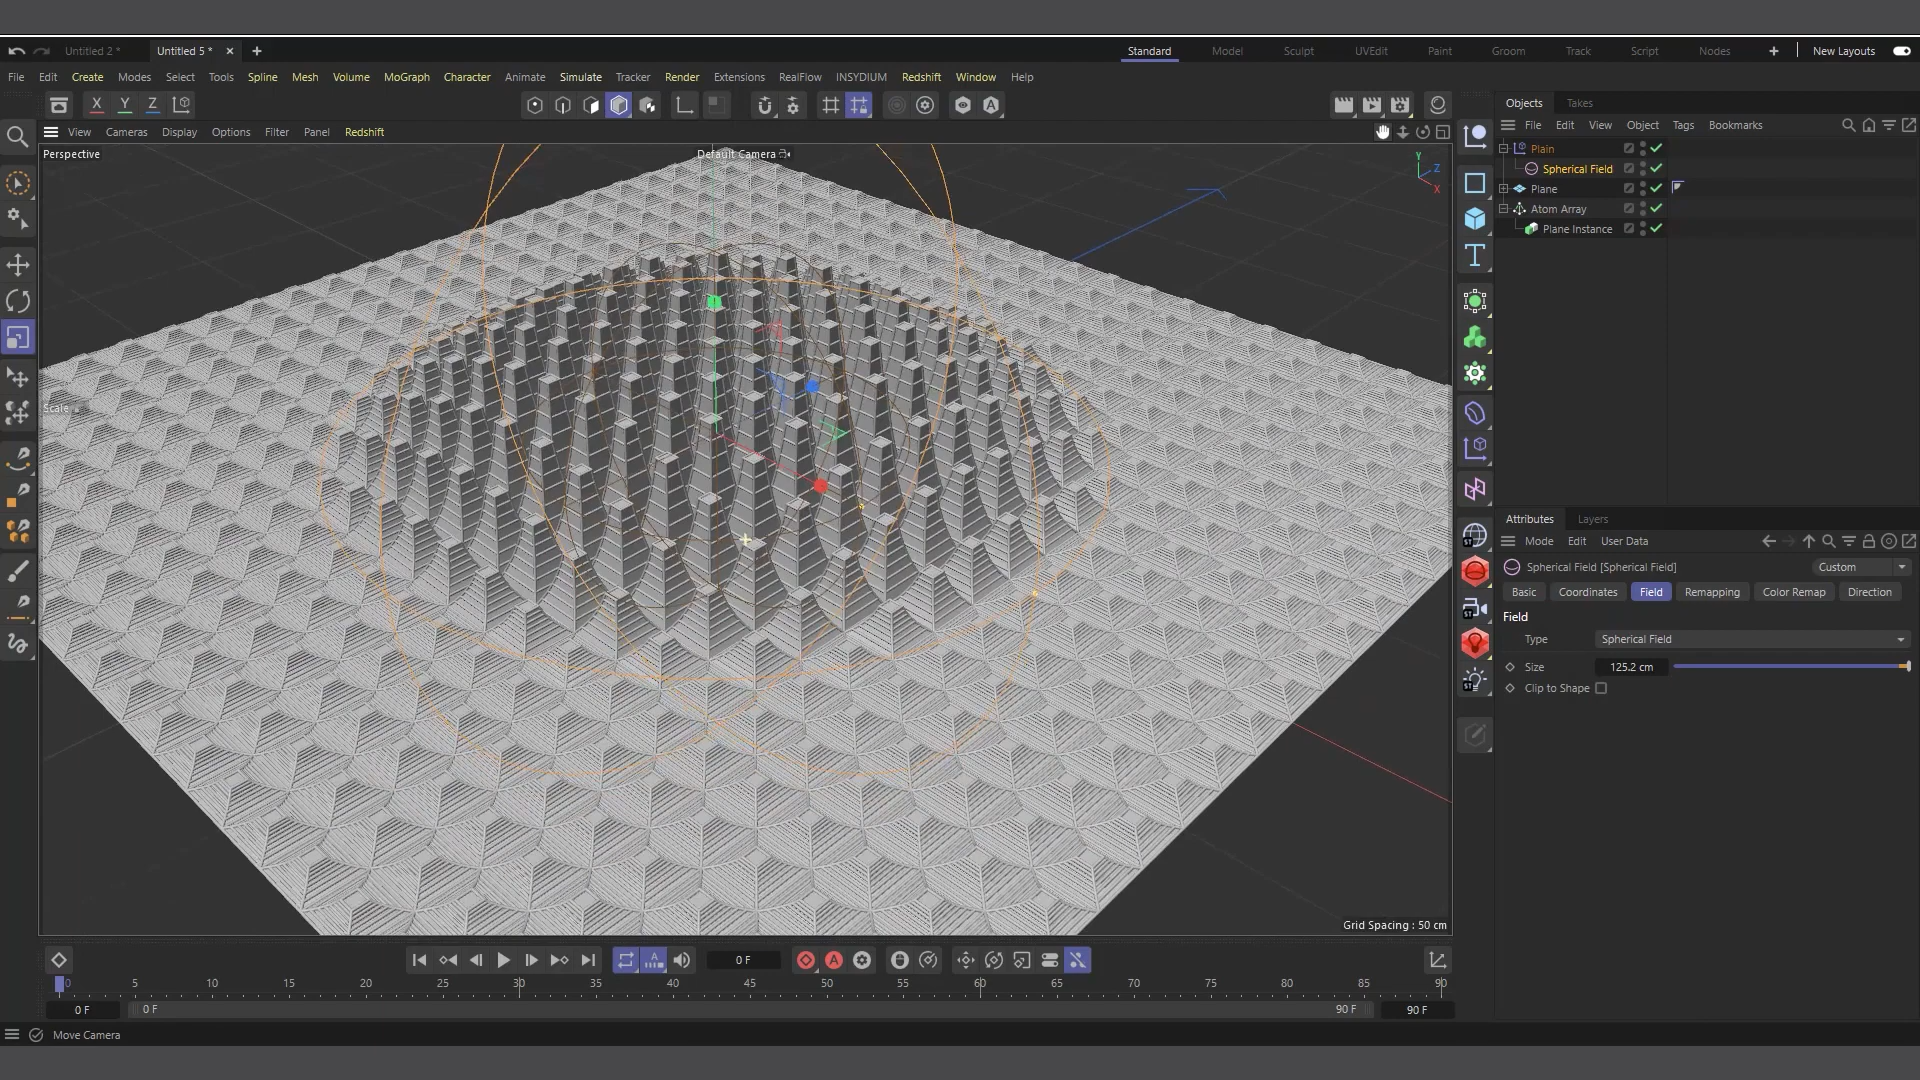 Untitled 2 *
Untitled 5 *
Standard
Model
Sculpt
UVEdit
Paint
Groom
Track
Script
Nodes
New Layouts
File Edit Create Modes Select Tools Spline Mesh Volume MoGraph Character Animate Simulate Tracker Render Extensions RealFlow INSYDIUM Redshift Window Help
X Y Z
A
Objects Takes
View Cameras Display Options Filter Panel Redshift
File Edit View Object Tags Bookmarks
Perspective
Default Camera
Y
Z
X
Plain
Spherical Field
Plane
Atom Array
Plane Instance
Scale
T
ST
ST
ST
Attributes Layers
Mode Edit User Data
Spherical Field [Spherical Field]
Custom
Basic Coordinates Field Remapping Color Remap Direction
Field
Type Spherical Field
Size 125.2 cm
Clip to Shape
Grid Spacing : 50 cm
A
0 F
A
0 5 10 15 20 25 30 35 40 45 50 55 60 65 70 75 80 85 90
0 F
0 F
90 F
90 F
Move Camera